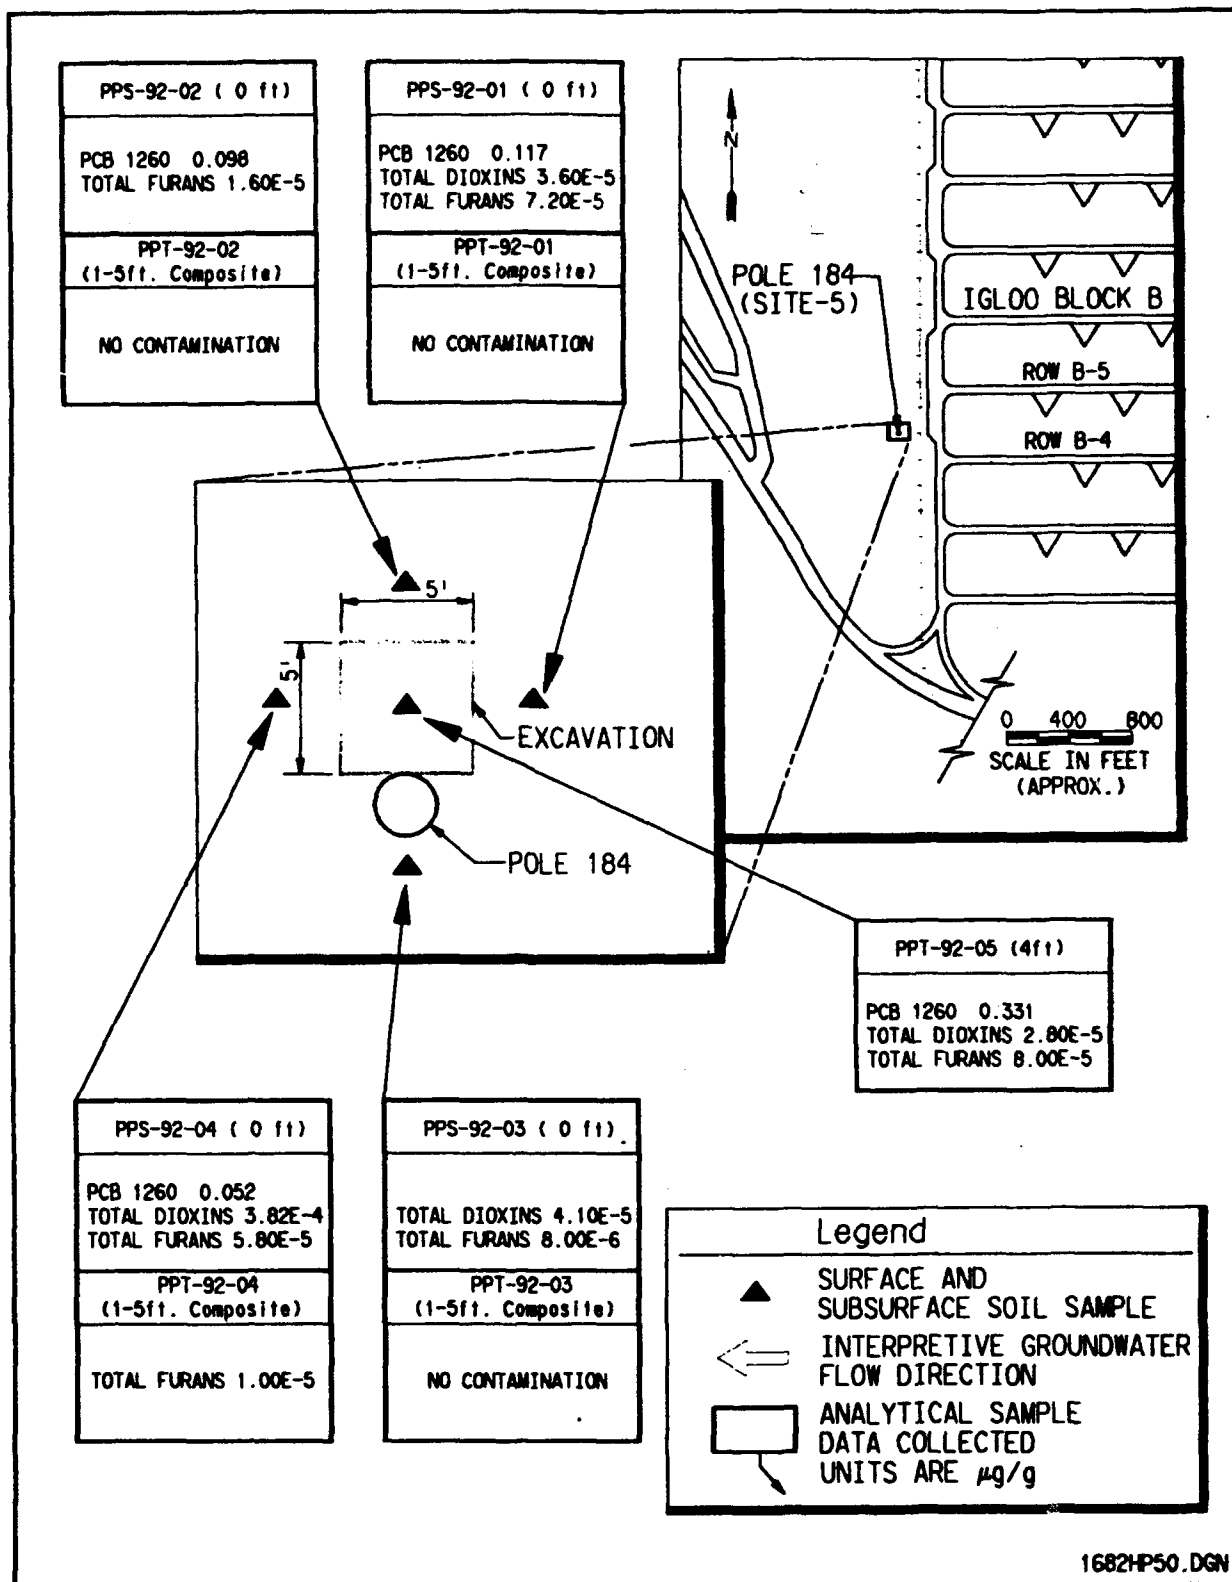 PPS-92-02 ( 0 ft)
PCB 1260 0.098
TOTAL FURANS 1.60E-5
PPT-92-02
(1-5ft. Composite)
NO CONTAMINATION
PPS-92-01 ( 0 ft)
PCB 1260 0.117
TOTAL DIOXINS 3.60E-5
TOTAL FURANS 7.20E-5
PPT-92-01
(1-5ft. Composite)
NO CONTAMINATION
N
POLE 184
(SITE-5)
IGLOO BLOCK B
ROW B-5
ROW B-4
0 400 800
SCALE IN FEET
(APPROX.)
5'
5'
EXCAVATION
POLE 184
PPT-92-05 (4ft)
PCB 1260 0.331
TOTAL DIOXINS 2.80E-5
TOTAL FURANS 8.00E-5
PPS-92-04 ( 0 ft)
PCB 1260 0.052
TOTAL DIOXINS 3.82E-4
TOTAL FURANS 5.80E-5
PPT-92-04
(1-5ft. Composite)
TOTAL FURANS 1.00E-5
PPS-92-03 ( 0 ft)
TOTAL DIOXINS 4.10E-5
TOTAL FURANS 8.00E-6
PPT-92-03
(1-5ft. Composite)
NO CONTAMINATION
Legend
SURFACE AND
SUBSURFACE SOIL SAMPLE
INTERPRETIVE GROUNDWATER
FLOW DIRECTION
ANALYTICAL SAMPLE
DATA COLLECTED
UNITS ARE µg/g
1682HP50.DGN